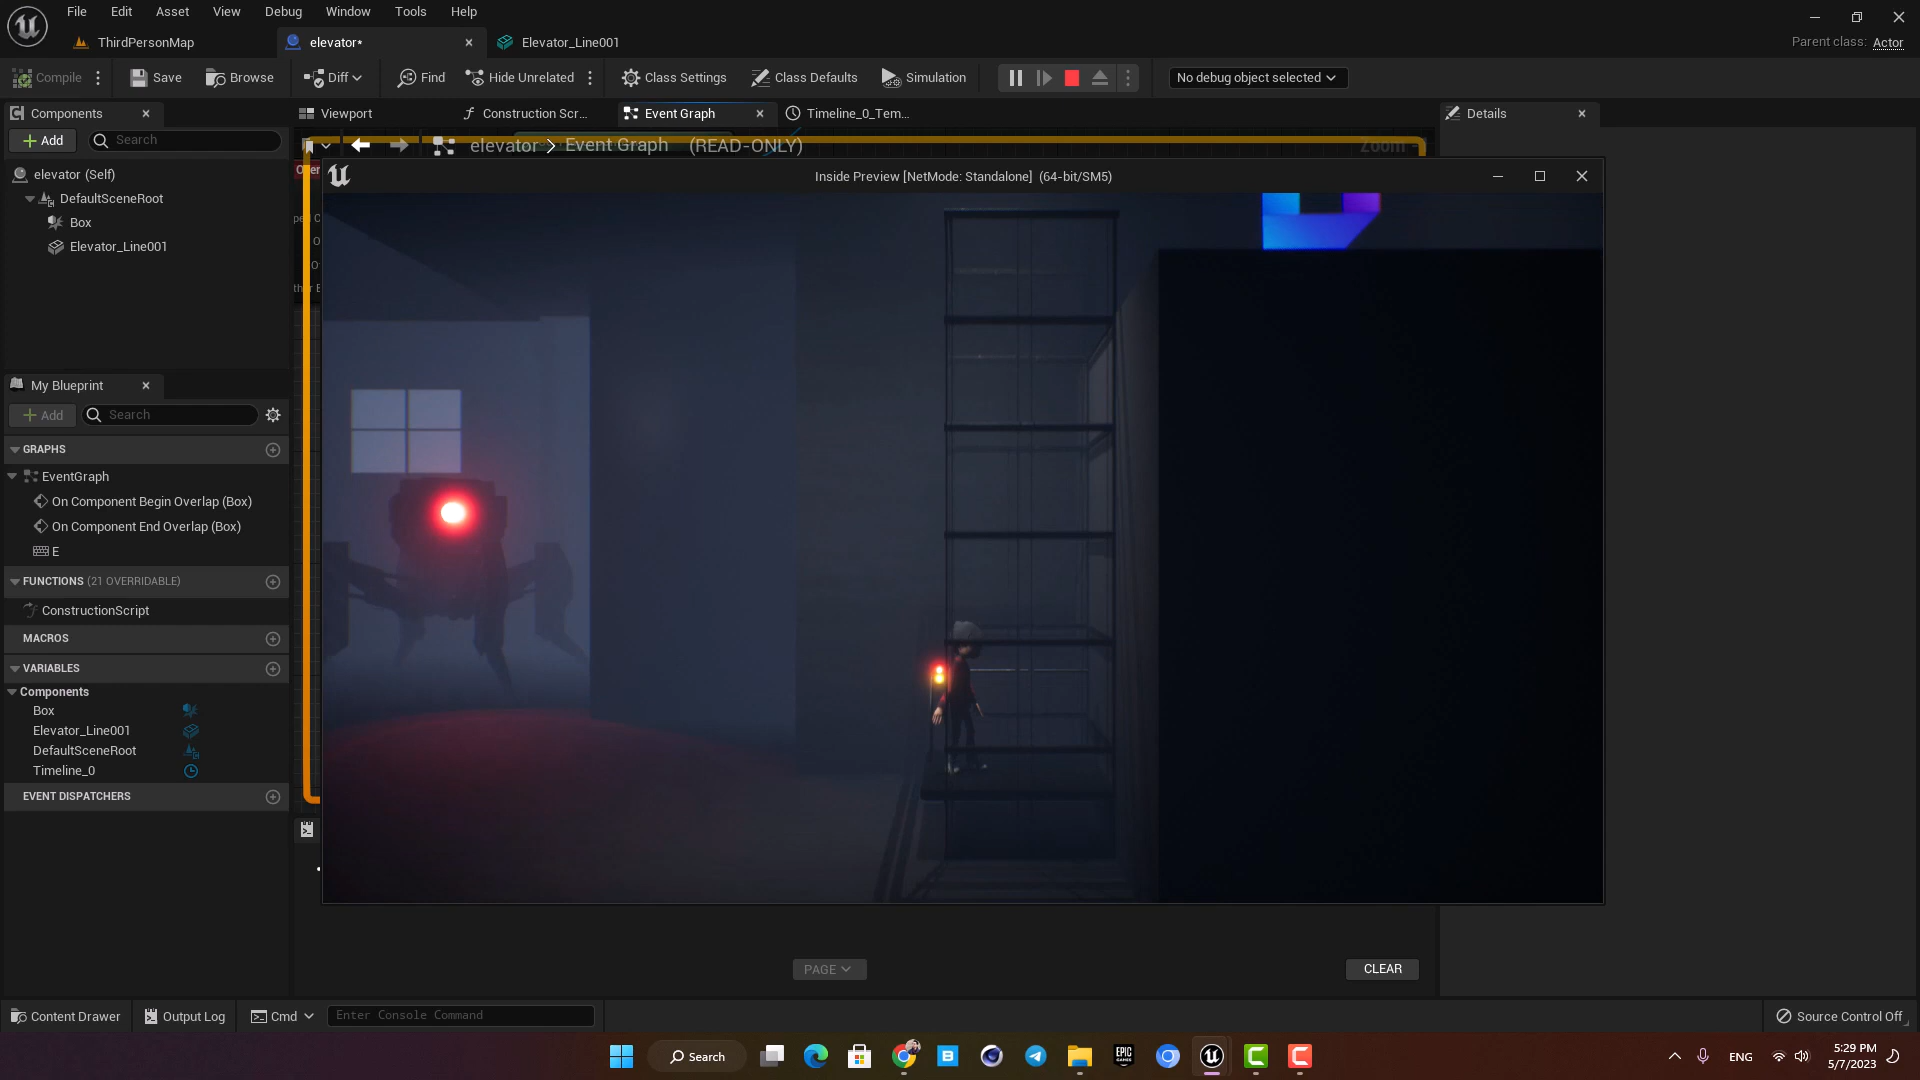 File Edit Asset View Debug Window Tools Help
ThirdPersonMap elevator* Elevator_Line001
Parent class: Actor
Compile Save Browse Diff Find Hide Unrelated Class Settings Class Defaults Simulation No debug object selected
Components Viewport Construction Scr... Event Graph Timeline_0_Tem... Details
Add Search
elevator > Event Graph (READ-ONLY) Zoom -
Inside Preview [NetMode: Standalone] (64-bit/SM5)
elevator (Self)
DefaultSceneRoot
Box
Elevator_Line001
My Blueprint
Add Search
GRAPHS
EventGraph
On Component Begin Overlap (Box)
On Component End Overlap (Box)
E
FUNCTIONS (21 OVERRIDABLE)
ConstructionScript
MACROS
VARIABLES
Components
Box
Elevator_Line001
DefaultSceneRoot
Timeline_0
EVENT DISPATCHERS
PAGE CLEAR
Content Drawer Output Log Cmd Enter Console Command Source Control Off
Search ENG 5:29 PM
5/7/2023